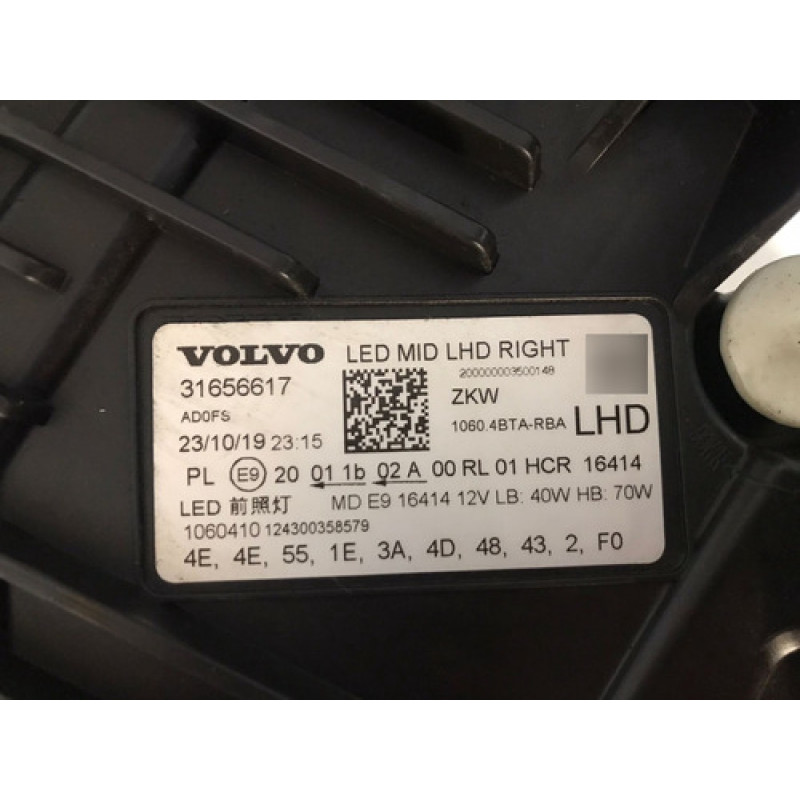 VOLVO LED MID LHD RIGHT
200000003500148
31656617 ZKW
AD0FS 1060.4BTA-RBA LHD
23/10/19 23:15
PL E9 20 01 1b 02 A 00 RL 01 HCR 16414
LED 前照灯 MD E9 16414 12V LB: 40W HB: 70W
1060410 124300358579
4E, 4E, 55, 1E, 3A, 4D, 48, 43, 2, F0